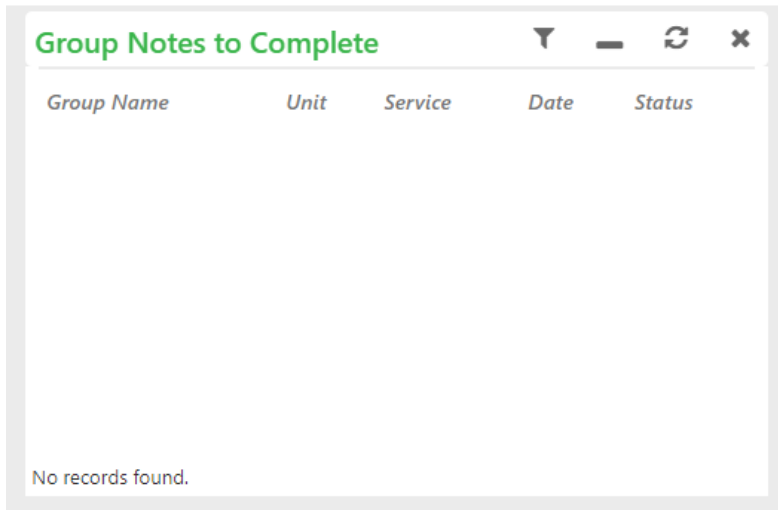 Group Notes to Complete
Group Name Unit Service Date Status
No records found.